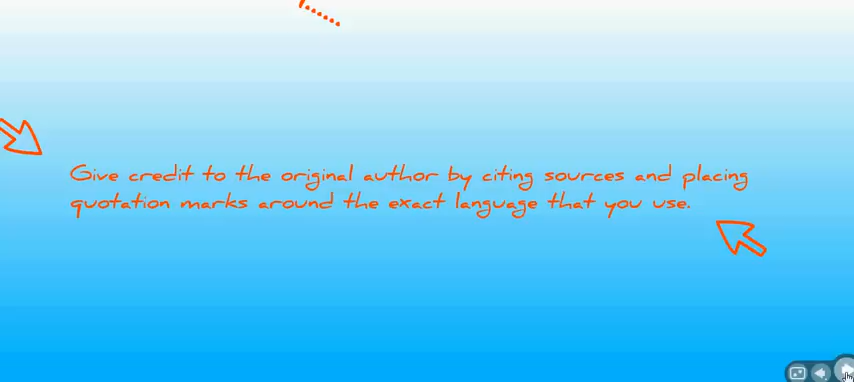 Give credit to the original author by citing sources and placing
quotation marks around the exact language that you use.